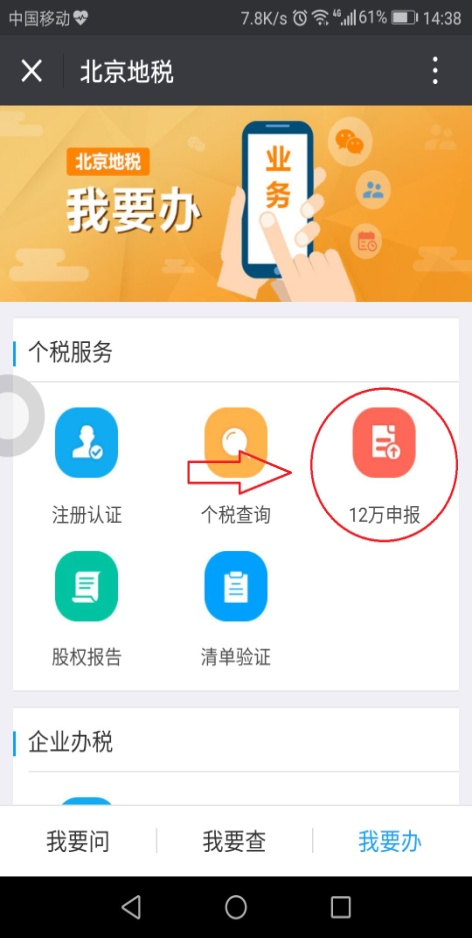 中国移动 7.8K/s 4G 61% 14:38
北京地税
北京地税
我要办
业务
个税服务
注册认证 个税查询 12万申报
股权报告 清单验证
企业办税
我要问 我要查 我要办